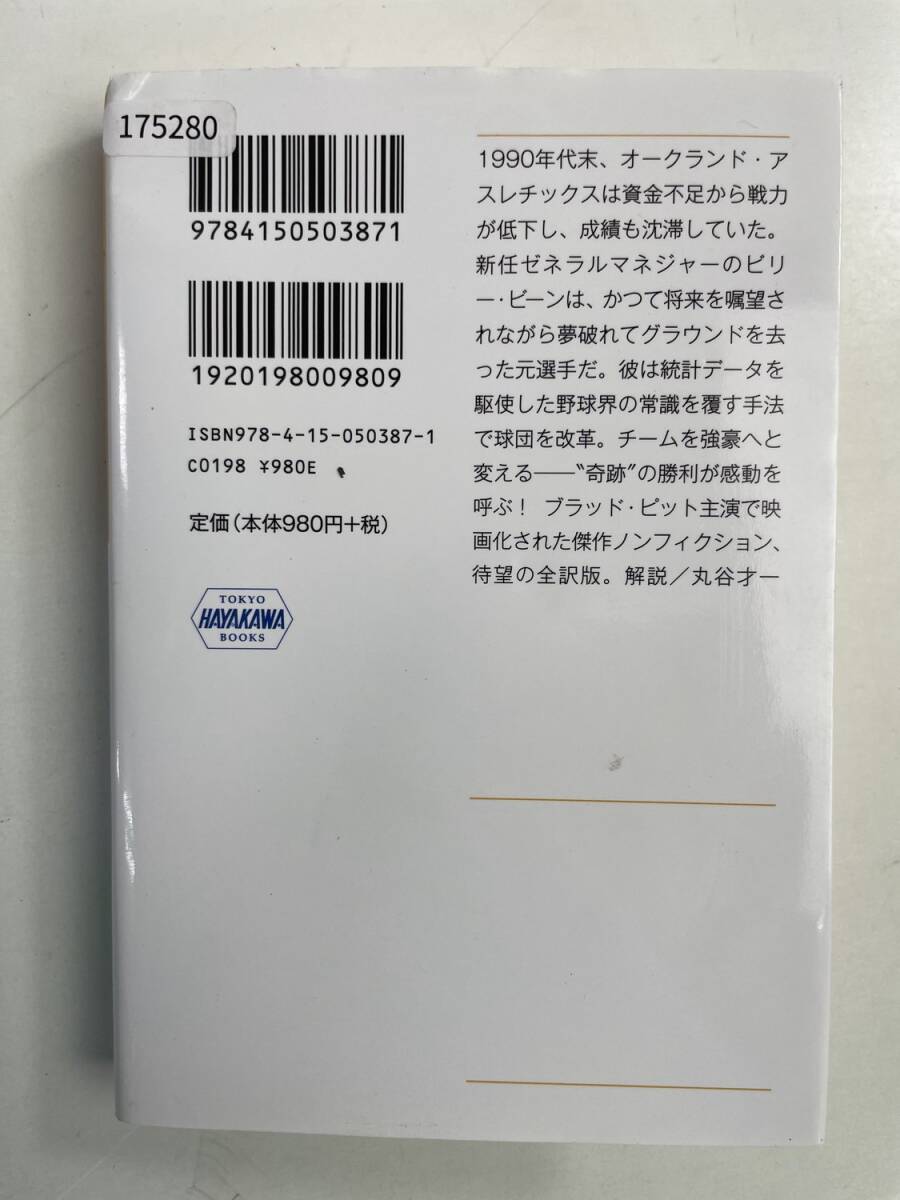 175280
9784150503871
1920198009809
ISBN978-4-15-050387-1
C0198 ¥980E
定価(本体980円+税)
TOKYO
HAYAKAWA
BOOKS
1990年代末、オークランド・ア
スレチックスは資金不足から戦力
が低下し、成績も沈滞していた。
新任ゼネラルマネジャーのビリ
ー・ビーンは、かつて将来を嘱望さ
れながら夢破れてグラウンドを去
った元選手だ。彼は統計データを
駆使した野球界の常識を覆す手法
で球団を改革。チームを強豪へと
変える――〝奇跡〟の勝利が感動を
呼ぶ! ブラッド・ピット主演で映
画化された傑作ノンフィクション、
待望の全訳版。解説/丸谷才一